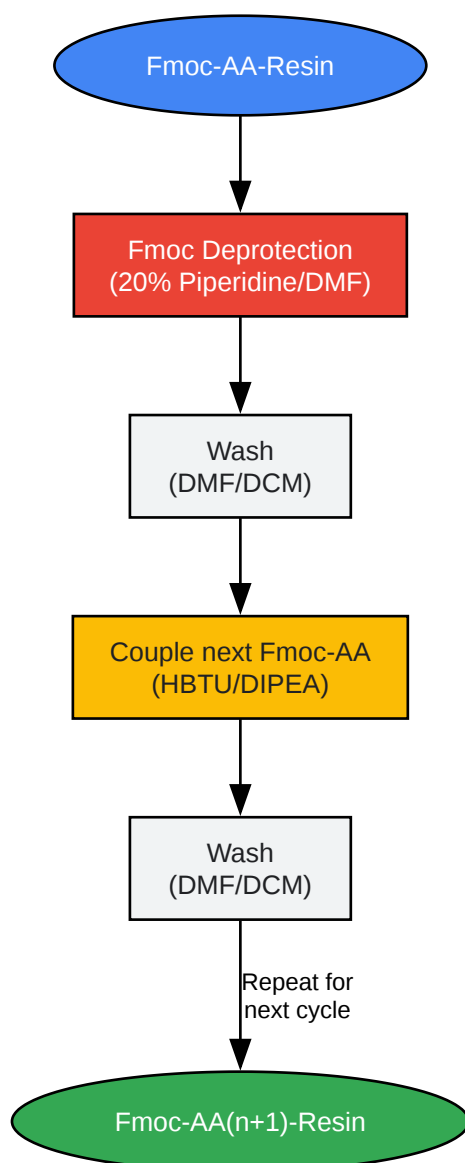 Fmoc-AA-Resin
Fmoc Deprotection
(20% Piperidine/DMF)
Wash
(DMF/DCM)
Couple next Fmoc-AA
(HBTU/DIPEA)
Wash
(DMF/DCM)
Repeat for
next cycle
Fmoc-AA(n+1)-Resin